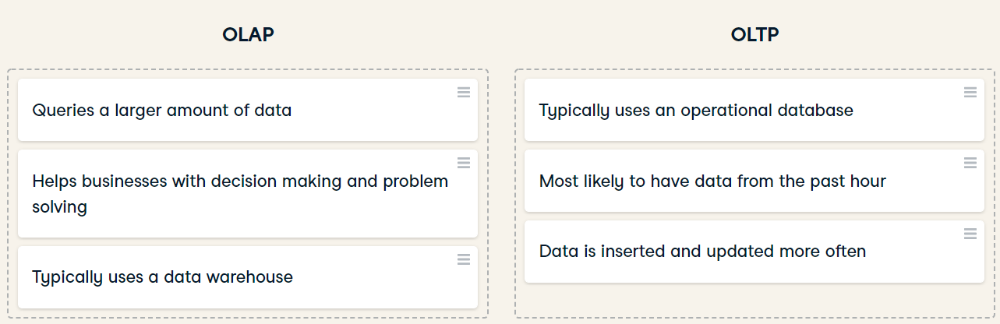 OLAP
Queries a larger amount of data
Helps businesses with decision making and problem
solving
Typically uses a data warehouse
OLTP
Typically uses an operational database
Most likely to have data from the past hour
Data is inserted and updated more often